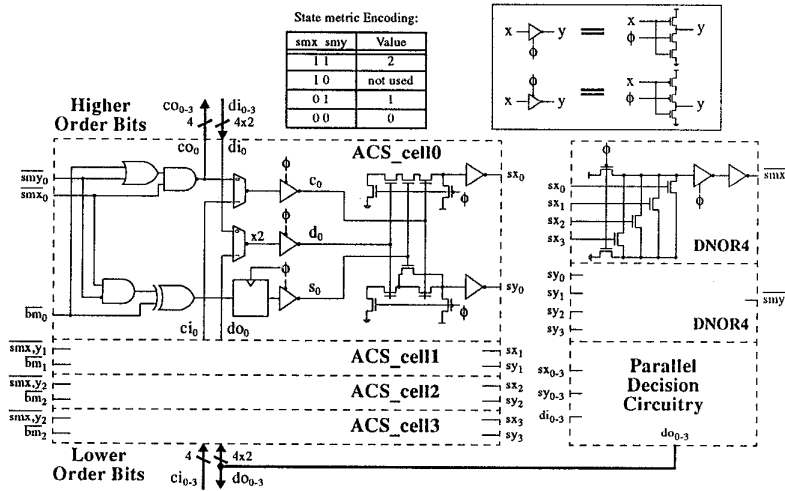 State metric Encoding:
smx smy Value
1 1 2
1 0 not used
0 1 1
0 0 0
x y x φ y
φ
φ
x y x φ y
Higher
Order Bits
co0-3 di0-3
4 4x2
co0 di0
ACS_cell0
smy0
smx0
φ
c0
sx0
φ
x2
d0
φ
φ
φ
s0
sy0
φ
bm0
ci0 do0
φ
sx0
sx1
sx2
sx3
φ
smx
φ
DNOR4
sy0
sy1
sy2
sy3
smy
DNOR4
smx,y1
bm1
ACS_cell1
sx1
sy1
smx,y2
bm2
ACS_cell2
sx2
sy2
smx,y2
bm2
ACS_cell3
sx3
sy3
sx0-3
sy0-3
di0-3
Parallel
Decision
Circuitry
do0-3
Lower
Order Bits
4 4x2
ci0-3 do0-3